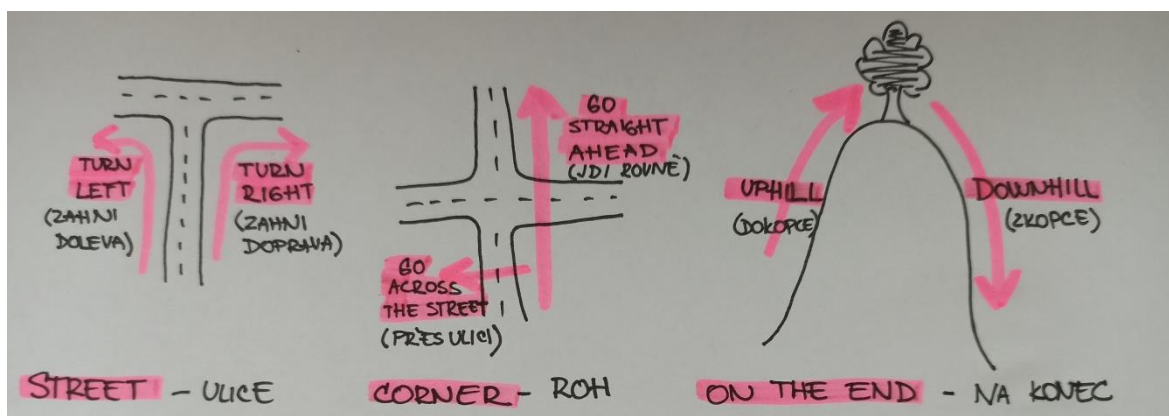 TURN
LEFT
(ZAHNI
DOLEVA)
TURN
RIGHT
(ZAHNI
DOPRAVA)
STREET - ULICE
GO
STRAIGHT
AHEAD
(JDI ROVNĚ)
GO
ACROSS
THE STREET
(PŘES ULICI)
CORNER - ROH
UPHILL
(DOKOPCE)
DOWNHILL
(ZKOPCE)
ON THE END - NA KONEC